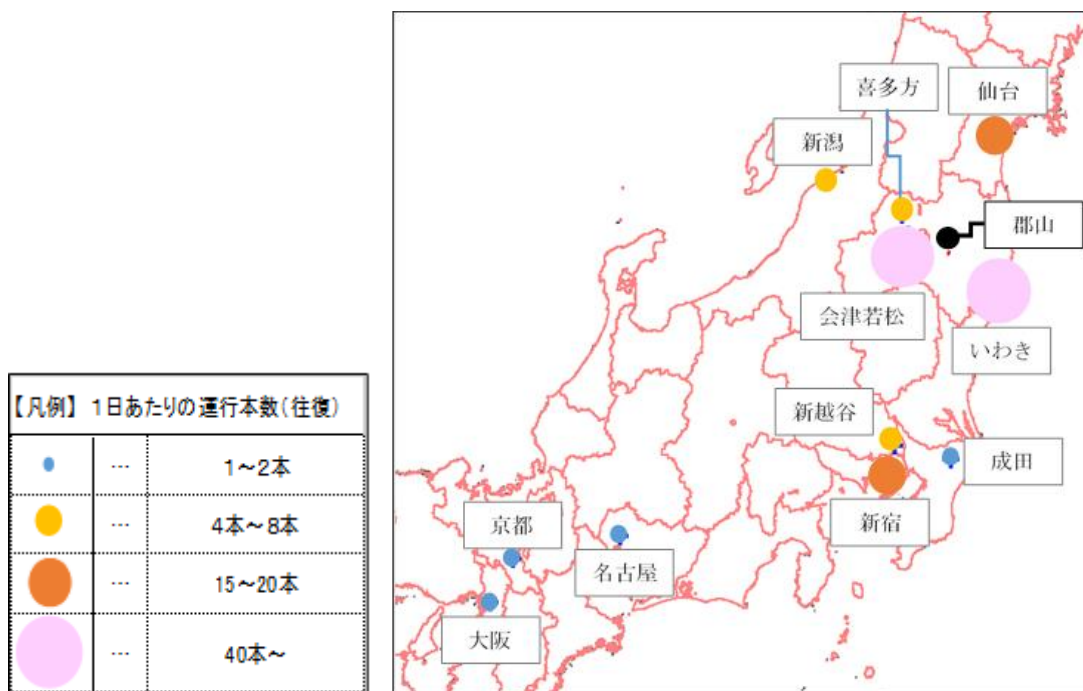 喜多方
仙台
新潟
郡山
会津若松
いわき
【凡例】 1日あたりの運行本数(往復)
… 1～2本
… 4本～8本
… 15～20本
… 40本～
新越谷
成田
新宿
京都
名古屋
大阪